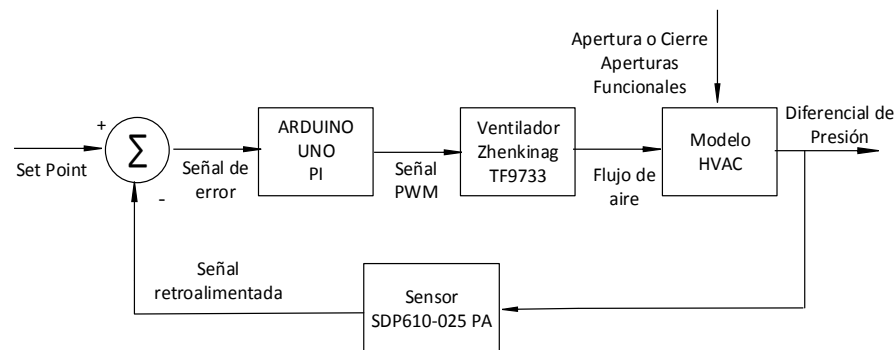 Apertura o Cierre
Aperturas
Funcionales
+
Set Point
Σ
-
Señal de
error
ARDUINO
UNO
PI
Señal
PWM
Ventilador
Zhenkinag
TF9733
Flujo de
aire
Modelo
HVAC
Diferencial de
Presión
Señal
retroalimentada
Sensor
SDP610-025 PA